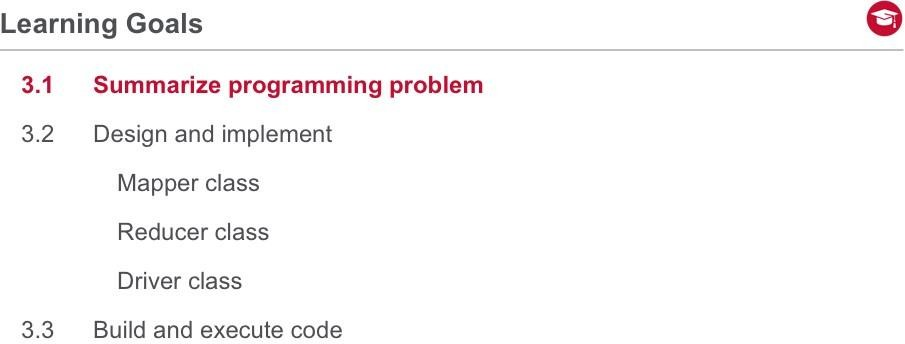 Learning Goals
3.1 Summarize programming problem
3.2 Design and implement
Mapper class
Reducer class
Driver class
3.3 Build and execute code